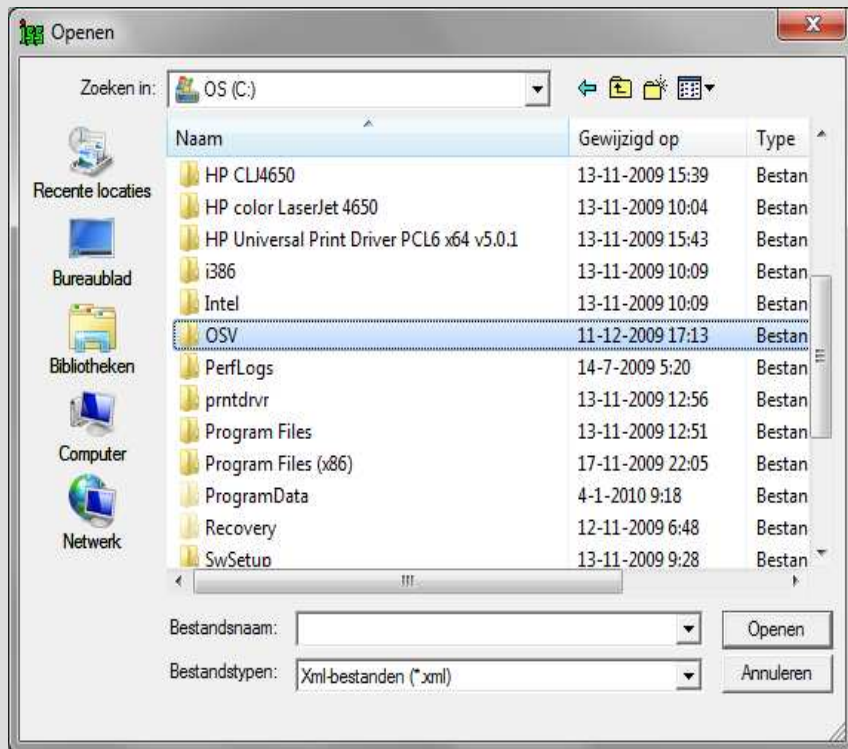 Openen
Zoeken in: OS (C:)
Recente locaties
Bureaublad
Bibliotheken
Computer
Netwerk
Naam Gewijzigd op Type
HP CLJ4650 13-11-2009 15:39 Bestan
HP color LaserJet 4650 13-11-2009 10:04 Bestan
HP Universal Print Driver PCL6 x64 v5.0.1 13-11-2009 15:43 Bestan
i386 13-11-2009 10:09 Bestan
Intel 13-11-2009 10:09 Bestan
OSV 11-12-2009 17:13 Bestan
PerfLogs 14-7-2009 5:20 Bestan
prntdrvr 13-11-2009 12:56 Bestan
Program Files 13-11-2009 12:51 Bestan
Program Files (x86) 17-11-2009 22:05 Bestan
ProgramData 4-1-2010 9:18 Bestan
Recovery 12-11-2009 6:48 Bestan
SwSetup 13-11-2009 9:28 Bestan
Bestandsnaam: Openen
Bestandstypen: Xml-bestanden (*.xml) Annuleren